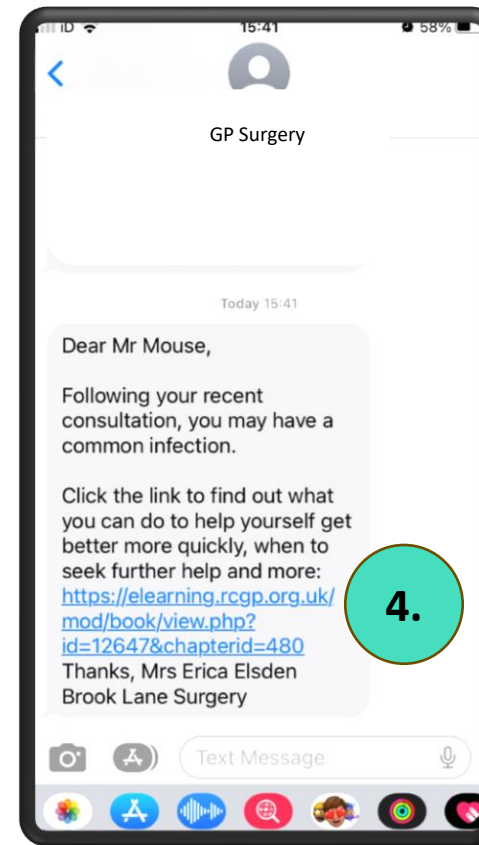 iD 15:41 58%
GP Surgery
Today 15:41
Dear Mr Mouse,
Following your recent
consultation, you may have a
common infection.
Click the link to find out what
you can do to help yourself get
better more quickly, when to
seek further help and more:
https://elearning.rcgp.org.uk/
mod/book/view.php?
id=12647&chapterid=480
Thanks, Mrs Erica Elsden
Brook Lane Surgery
4.
Text Message